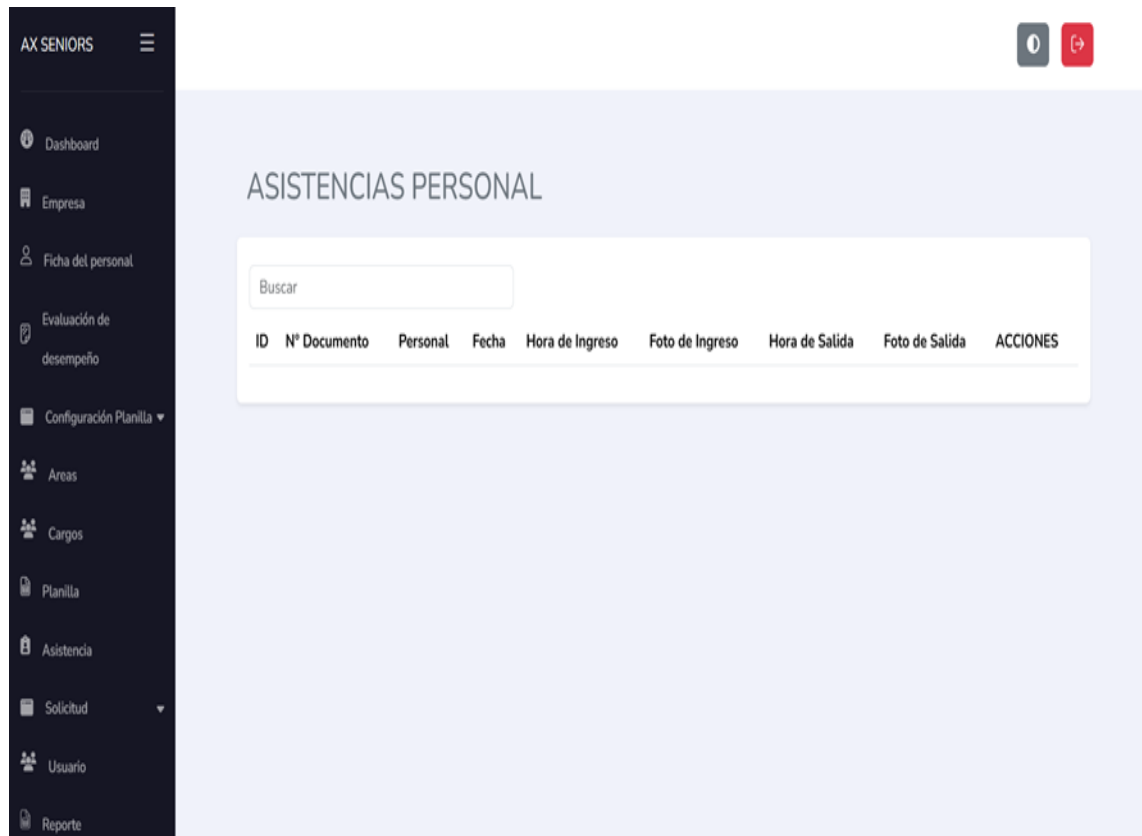 AX SENIORS
Dashboard
Empresa
Ficha del personal
Evaluación de
desempeño
Configuración Planilla
Areas
Cargos
Planilla
Asistencia
Solicitud
Usuario
Reporte
ASISTENCIAS PERSONAL
Buscar
ID N° Documento Personal Fecha Hora de Ingreso Foto de Ingreso Hora de Salida Foto de Salida ACCIONES